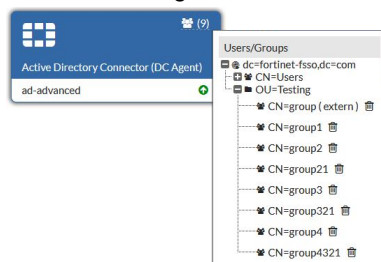 (9)
Active Directory Connector (DC Agent)
ad-advanced
Users/Groups
dc=fortinet-fsso,dc=com
CN=Users
OU=Testing
CN=group ( extern )
CN=group1
CN=group2
CN=group21
CN=group3
CN=group321
CN=group4
CN=group4321